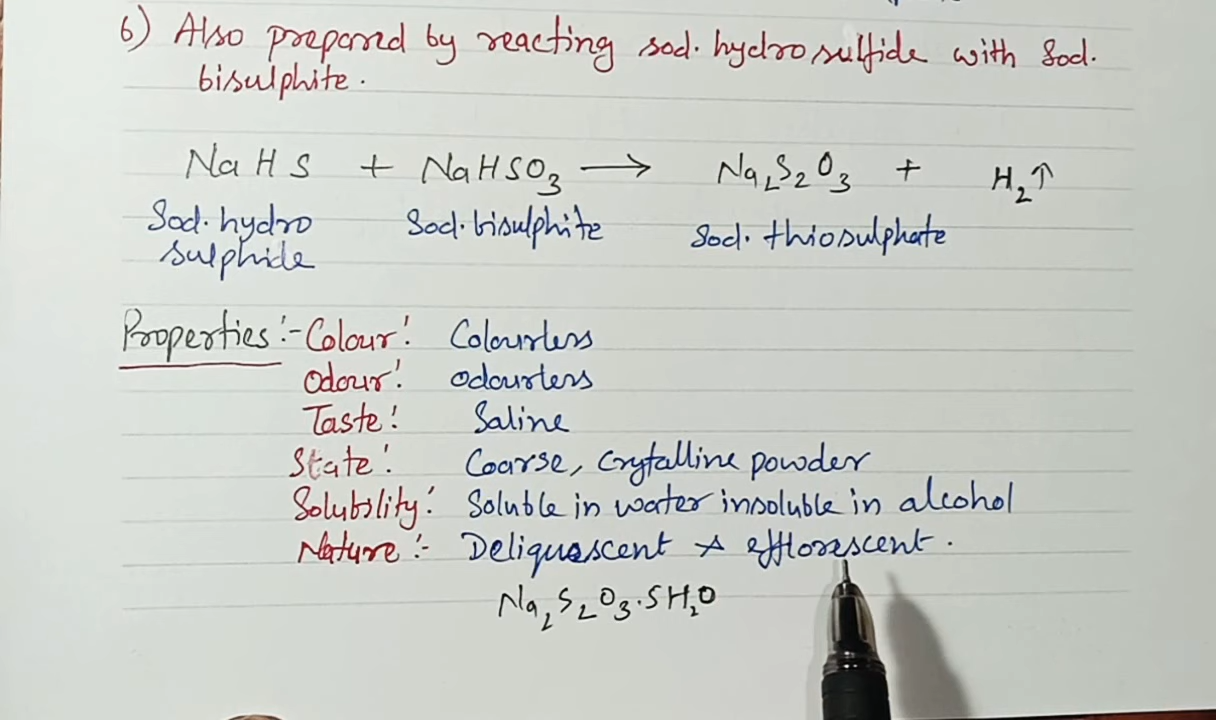 6) Also prepared by reacting sod. hydrosulfide with Sod.
bisulphite.
NaHS + NaHSO₃ → Na₂S₂O₃ + H₂↑
Sod. hydro Sod. bisulphite Sod. thiosulphate
sulphide
Properties:- Colour: Colourless
Odour: Odourless
Taste: Saline
State: Coarse, Crytalline powder
Solubility: Soluble in water insoluble in alcohol
Nature:- Deliquescent & efflorescent.
Na₂S₂O₃.5H₂O